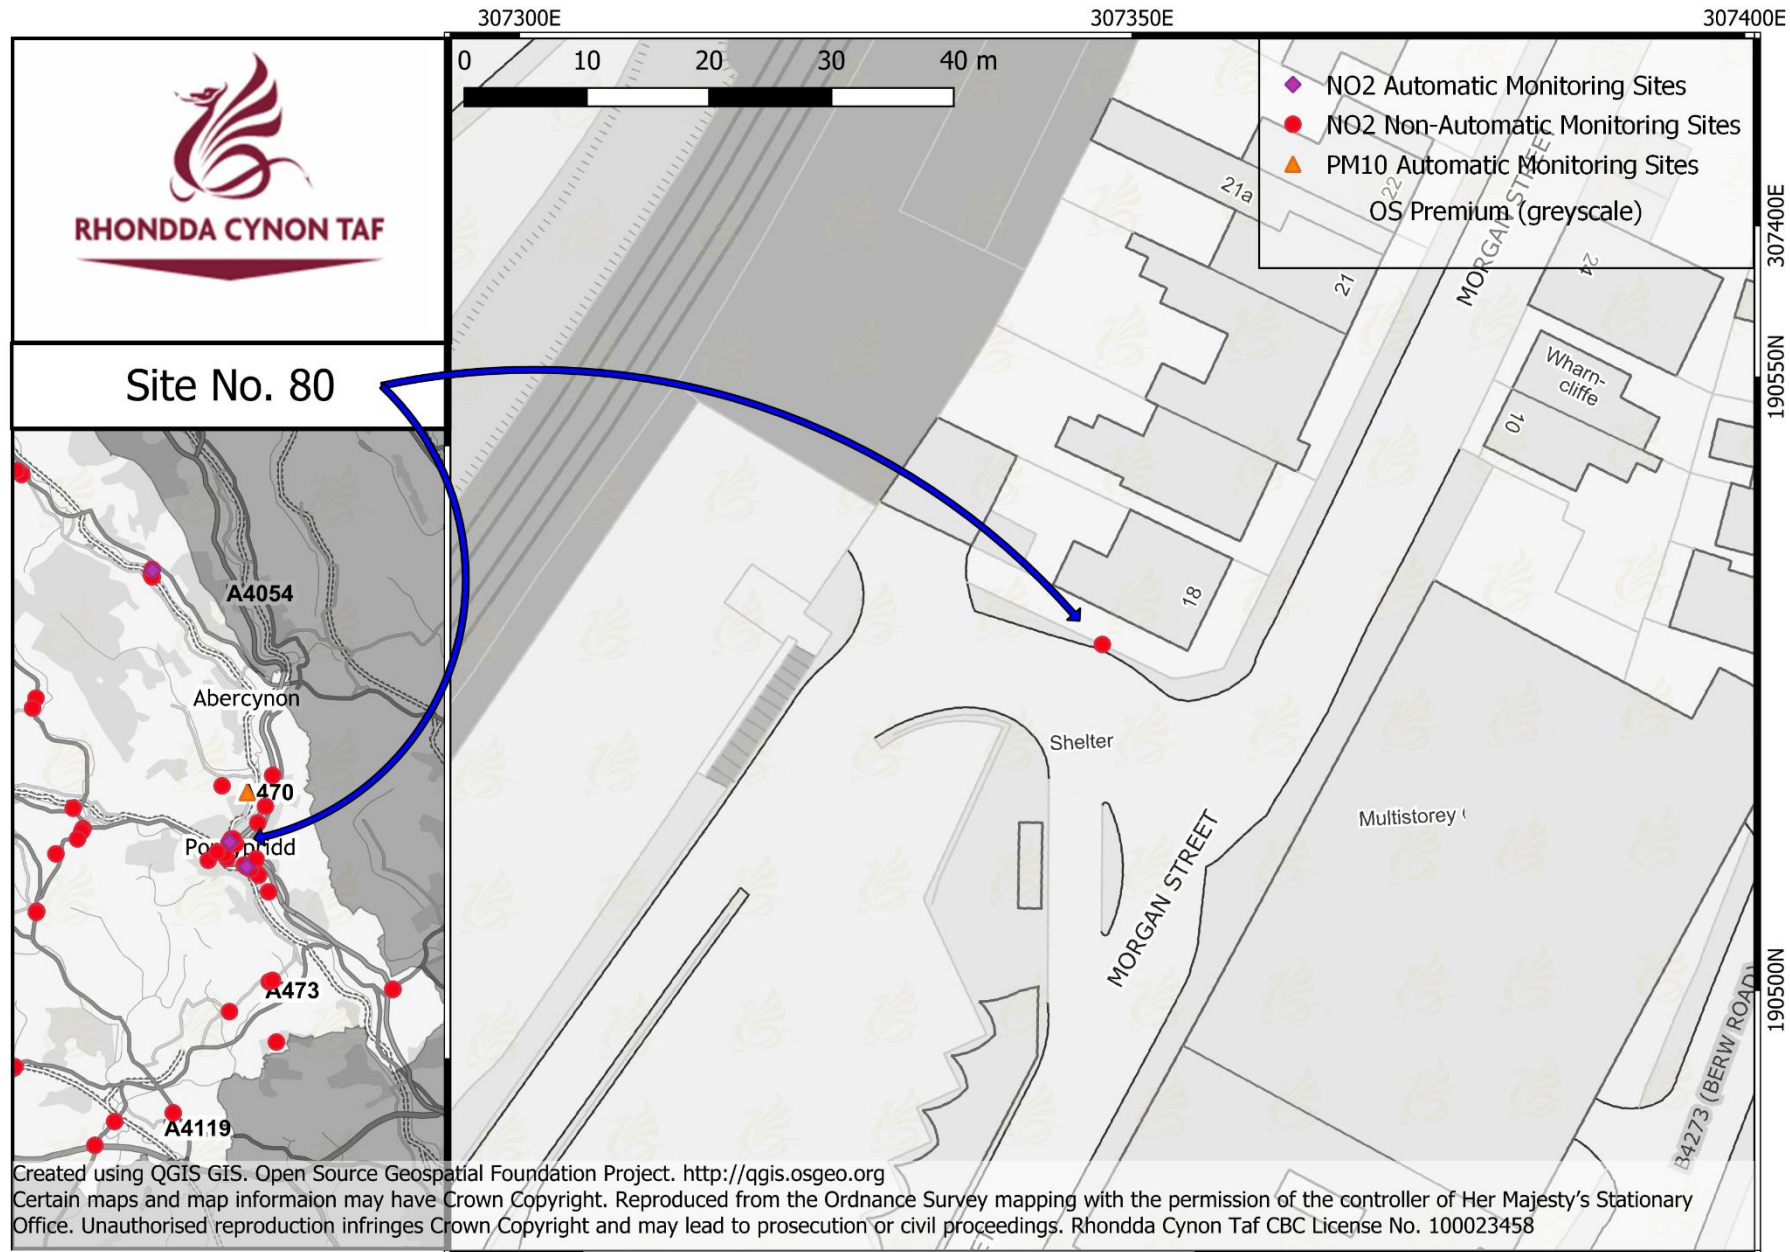 307300E
307350E
307400E
RHONDDA CYNON TAF
0 10 20 30 40 m
NO2 Automatic Monitoring Sites
NO2 Non-Automatic Monitoring Sites
PM10 Automatic Monitoring Sites
OS Premium (greyscale)
307400E
190550N
190500N
Site No. 80
21a
22
MORGAN STREET
21
24
Wharn-
cliffe
10
18
Shelter
Multistorey
MORGAN STREET
B4273 (BERW ROAD)
A4054
Abercynon
A470
Pontypridd
A473
A4119
Created using QGIS GIS. Open Source Geospatial Foundation Project. http://qgis.osgeo.org
Certain maps and map informaion may have Crown Copyright. Reproduced from the Ordnance Survey mapping with the permission of the controller of Her Majesty's Stationary
Office. Unauthorised reproduction infringes Crown Copyright and may lead to prosecution or civil proceedings. Rhondda Cynon Taf CBC License No. 100023458